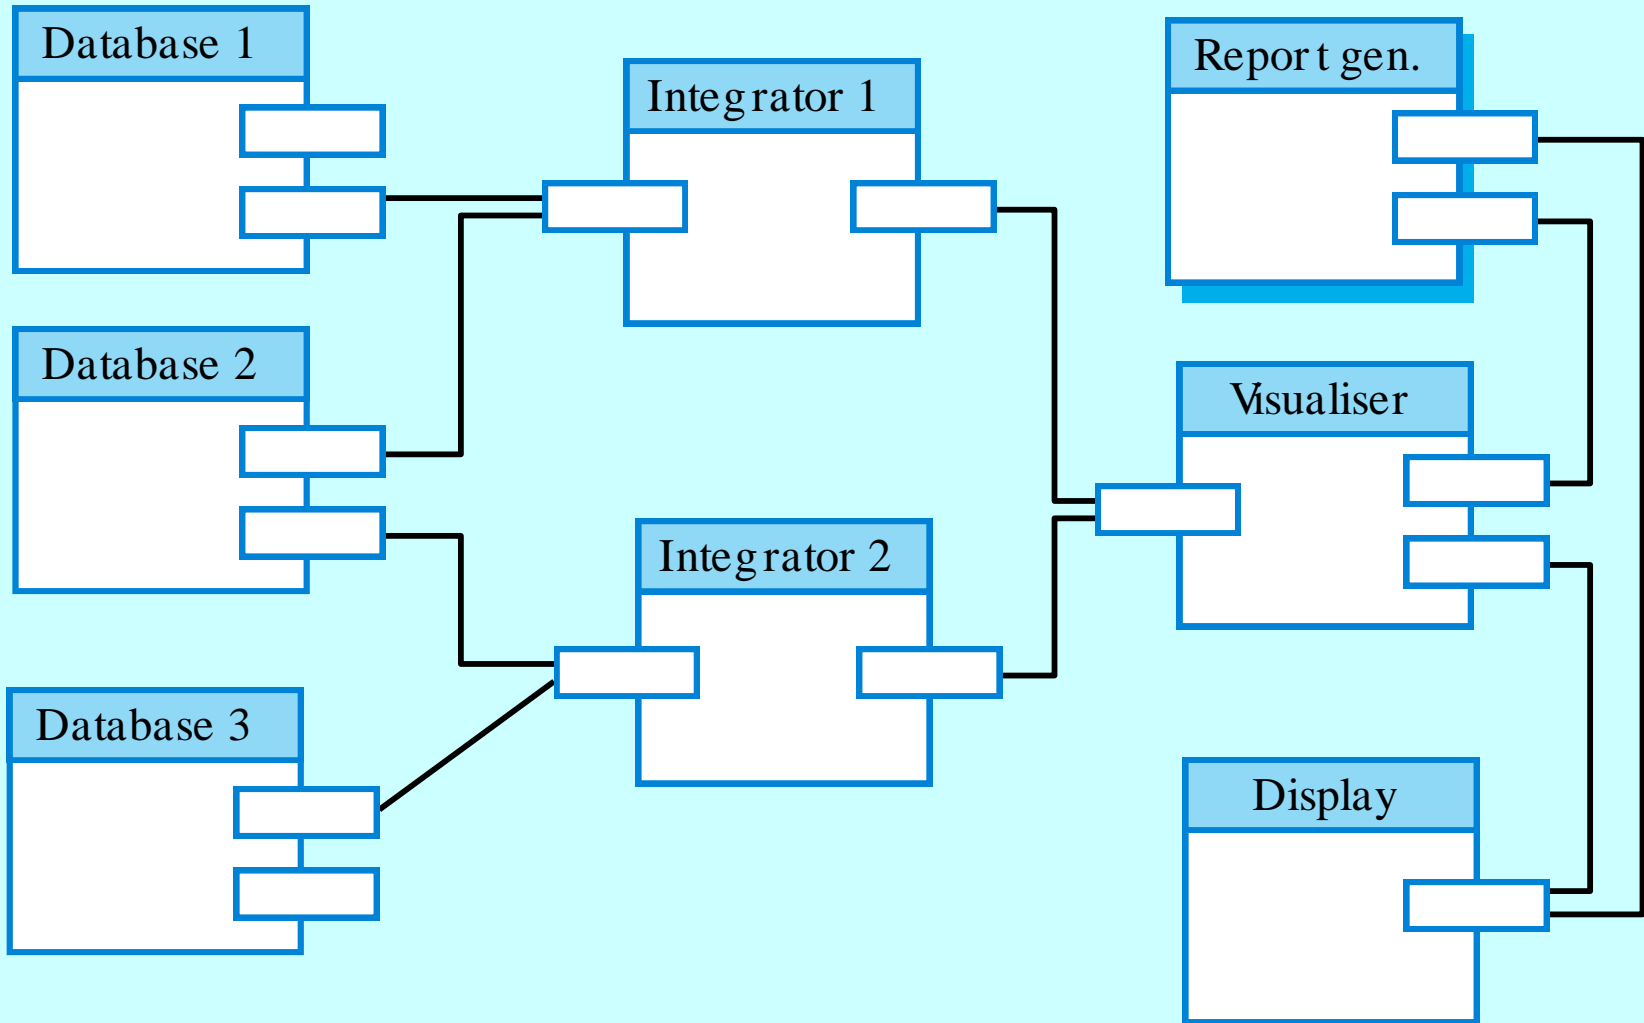 Database 1
Integrator 1
Report gen.
Database 2
Visualiser
Integrator 2
Database 3
Display